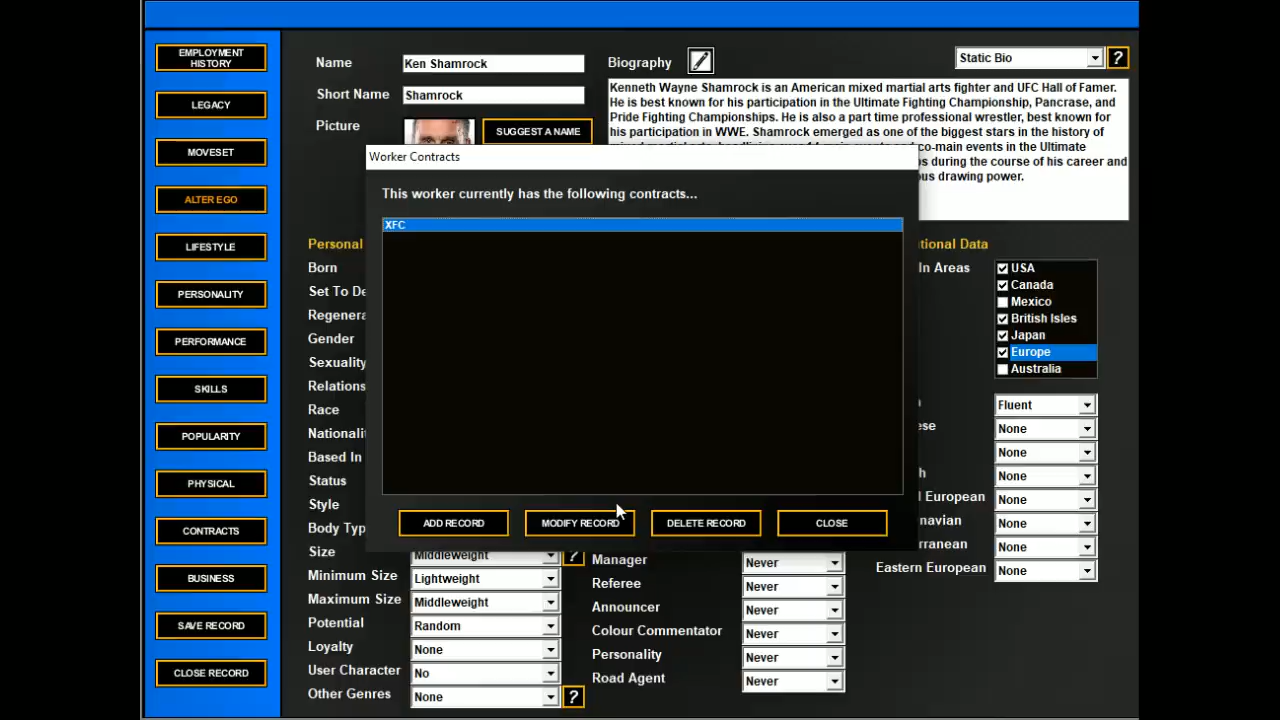 EMPLOYMENT
HISTORY
LEGACY
MOVESET
ALTER EGO
LIFESTYLE
PERSONALITY
PERFORMANCE
SKILLS
POPULARITY
PHYSICAL
CONTRACTS
BUSINESS
SAVE RECORD
CLOSE RECORD
Name Ken Shamrock
Short Name Shamrock
Picture SUGGEST A NAME
Biography Static Bio ?
Kenneth Wayne Shamrock is an American mixed martial arts fighter and UFC Hall of Famer.
He is best known for his participation in the Ultimate Fighting Championship, Pancrase, and
Pride Fighting Championships. He is also a part time professional wrestler, best known for
his participation in WWE. Shamrock emerged as one of the biggest stars in the history of
co-main events in the Ultimate
s during the course of his career and
ous drawing power.
Worker Contracts
This worker currently has the following contracts...
XFC
ADD RECORD MODIFY RECORD DELETE RECORD CLOSE
Personal
Born
Set To De
Regenera
Gender
Sexuality
Relations
Race
Nationali
Based In
Status
Style
Body Typ
Size Middleweight ?
Minimum Size Lightweight
Maximum Size Middleweight
Potential Random
Loyalty None
User Character No
Other Genres None ?
Manager Never
Referee Never
Announcer Never
Colour Commentator Never
Personality Never
Road Agent Never
tional Data
In Areas USA
Canada
Mexico
British Isles
Japan
Europe
Australia
Fluent
ese None
None
h None
l European None
navian None
rranean None
Eastern European None